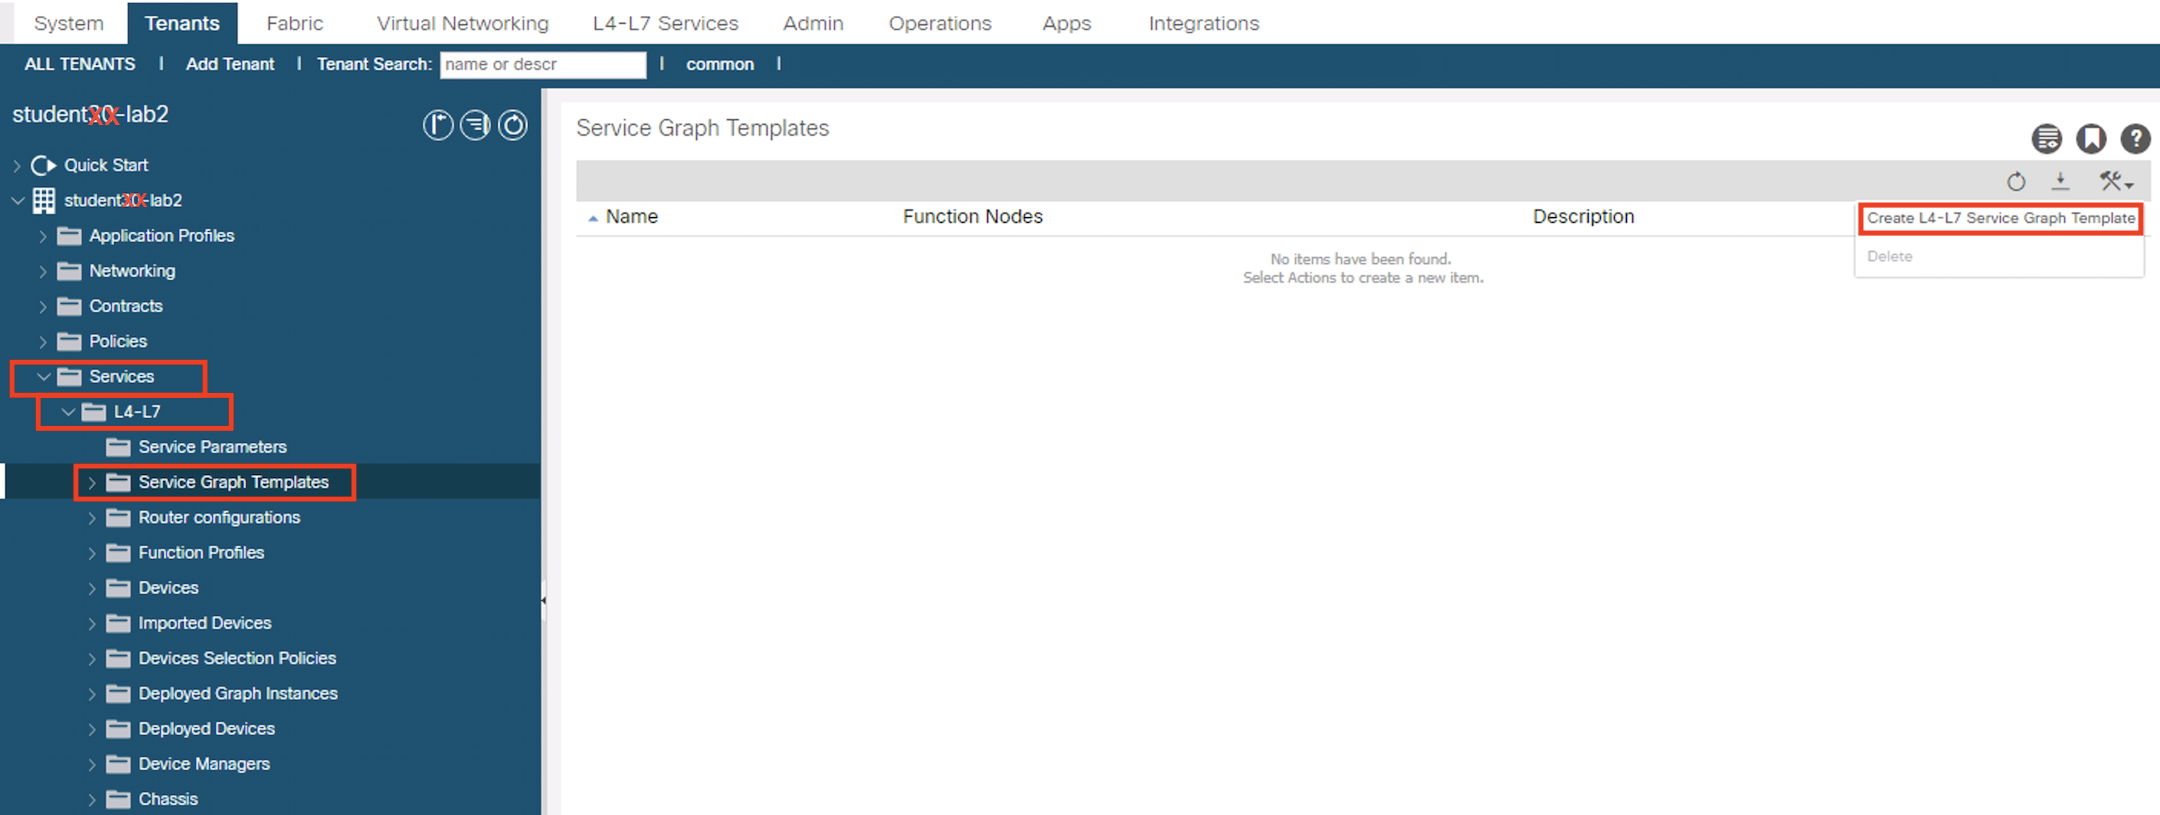 System Tenants Fabric Virtual Networking L4-L7 Services Admin Operations Apps Integrations
ALL TENANTS | Add Tenant | Tenant Search: name or descr | common |
studentXX-lab2
Quick Start
studentXX-lab2
Application Profiles
Networking
Contracts
Policies
Services
L4-L7
Service Parameters
Service Graph Templates
Router configurations
Function Profiles
Devices
Imported Devices
Devices Selection Policies
Deployed Graph Instances
Deployed Devices
Device Managers
Chassis
Service Graph Templates
?
Name Function Nodes Description
Create L4-L7 Service Graph Template
Delete
No items have been found.
Select Actions to create a new item.